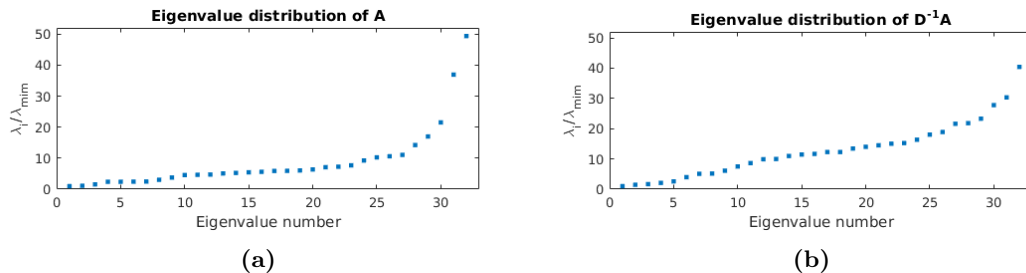 Eigenvalue distribution of A
50
40
30
20
10
0
λi/λmim
0 5 10 15 20 25 30
Eigenvalue number
(a)
Eigenvalue distribution of D⁻¹A
50
40
30
20
10
0
λi/λmim
0 5 10 15 20 25 30
Eigenvalue number
(b)